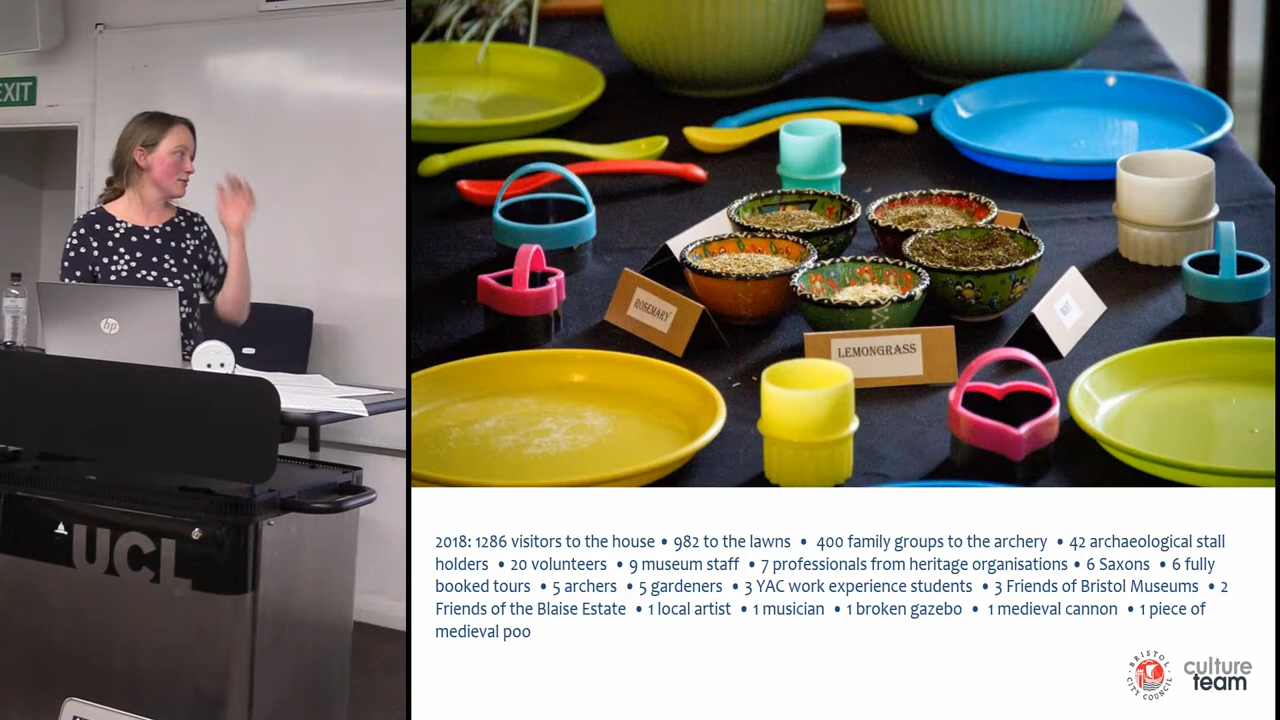 EXIT
hp
UCL
ROSEMARY
LEMONGRASS
MINT
2018: 1286 visitors to the house • 982 to the lawns • 400 family groups to the archery • 42 archaeological stall
holders • 20 volunteers • 9 museum staff • 7 professionals from heritage organisations • 6 Saxons • 6 fully
booked tours • 5 archers • 5 gardeners • 3 YAC work experience students • 3 Friends of Bristol Museums • 2
Friends of the Blaise Estate • 1 local artist • 1 musician • 1 broken gazebo • 1 medieval cannon • 1 piece of
medieval poo
BRISTOL
CITY COUNCIL
culture
team